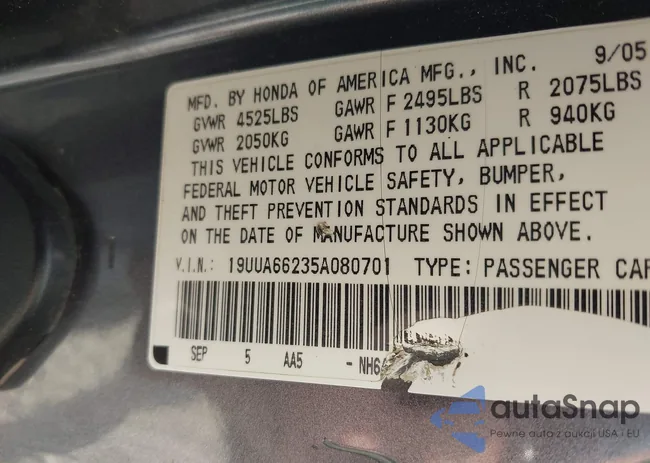 9/05
MFD. BY HONDA OF AMERICA MFG., INC.
GVWR 4525LBS GAWR F 2495LBS R 2075LBS
GVWR 2050KG GAWR F 1130KG R 940KG
THIS VEHICLE CONFORMS TO ALL APPLICABLE
FEDERAL MOTOR VEHICLE SAFETY, BUMPER,
AND THEFT PREVENTION STANDARDS IN EFFECT
ON THE DATE OF MANUFACTURE SHOWN ABOVE.
V.I.N.: 19UUA66235A080701 TYPE: PASSENGER CAR
SEP 5 AA5 -NH6
autaSnap
Pewne auta z aukcji USA i EU